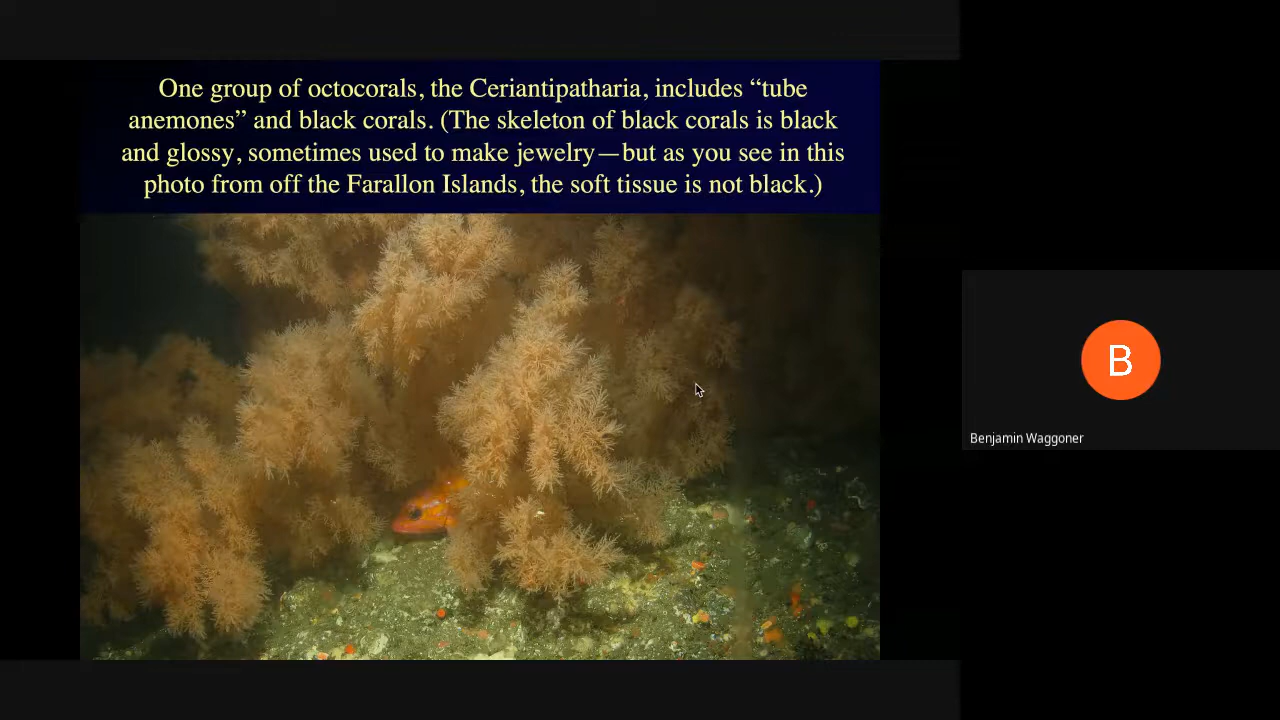 One group of octocorals, the Ceriantipatharia, includes “tube
anemones” and black corals. (The skeleton of black corals is black
and glossy, sometimes used to make jewelry—but as you see in this
photo from off the Farallon Islands, the soft tissue is not black.)
B
Benjamin Waggoner